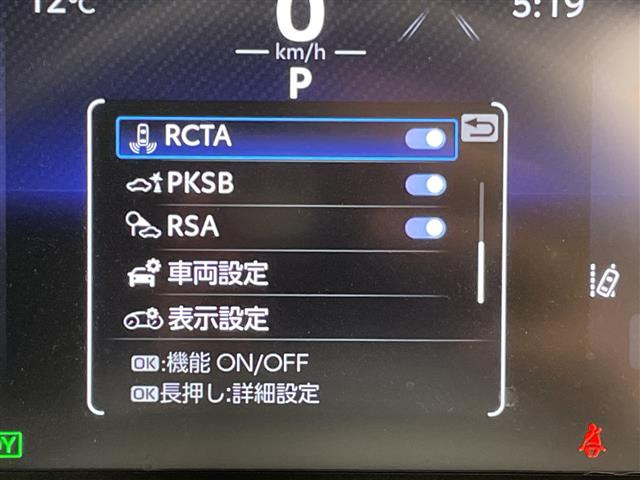 12℃
0
5:19
km/h
P
RCTA
PKSB
RSA
車両設定
表示設定
OK:機能 ON/OFF
OK長押し:詳細設定